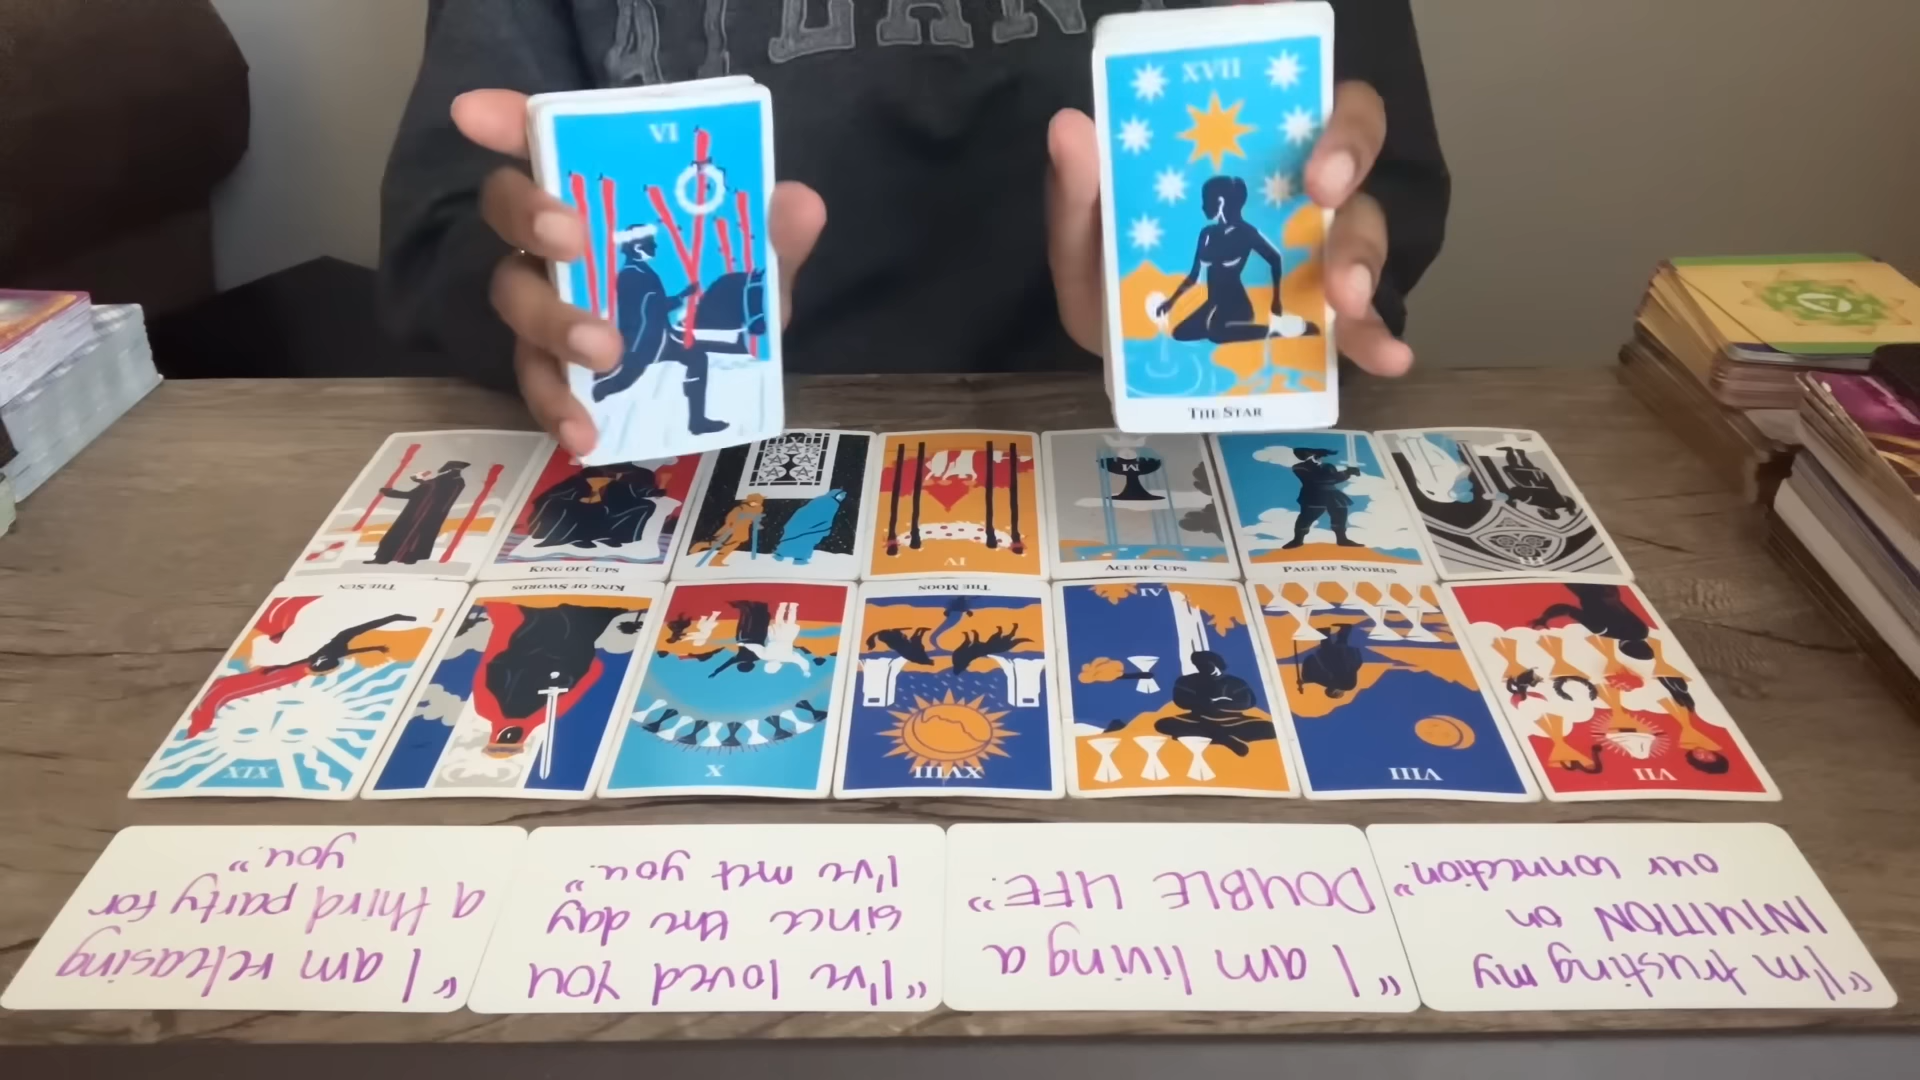 VI
XVII
THE STAR
KING OF CUPS
IV
ACE OF CUPS
PAGE OF SWORDS
III
THE SUN
XIX
KING OF SWORDS
X
THE MOON
XVIII
IV
VIII
VII
"I'm trusting my
INTUITION on
our connection."
"I am living a
DOUBLE LIFE."
"I've loved you
since the day
I've met you."
"I am releasing
a third party for
you."